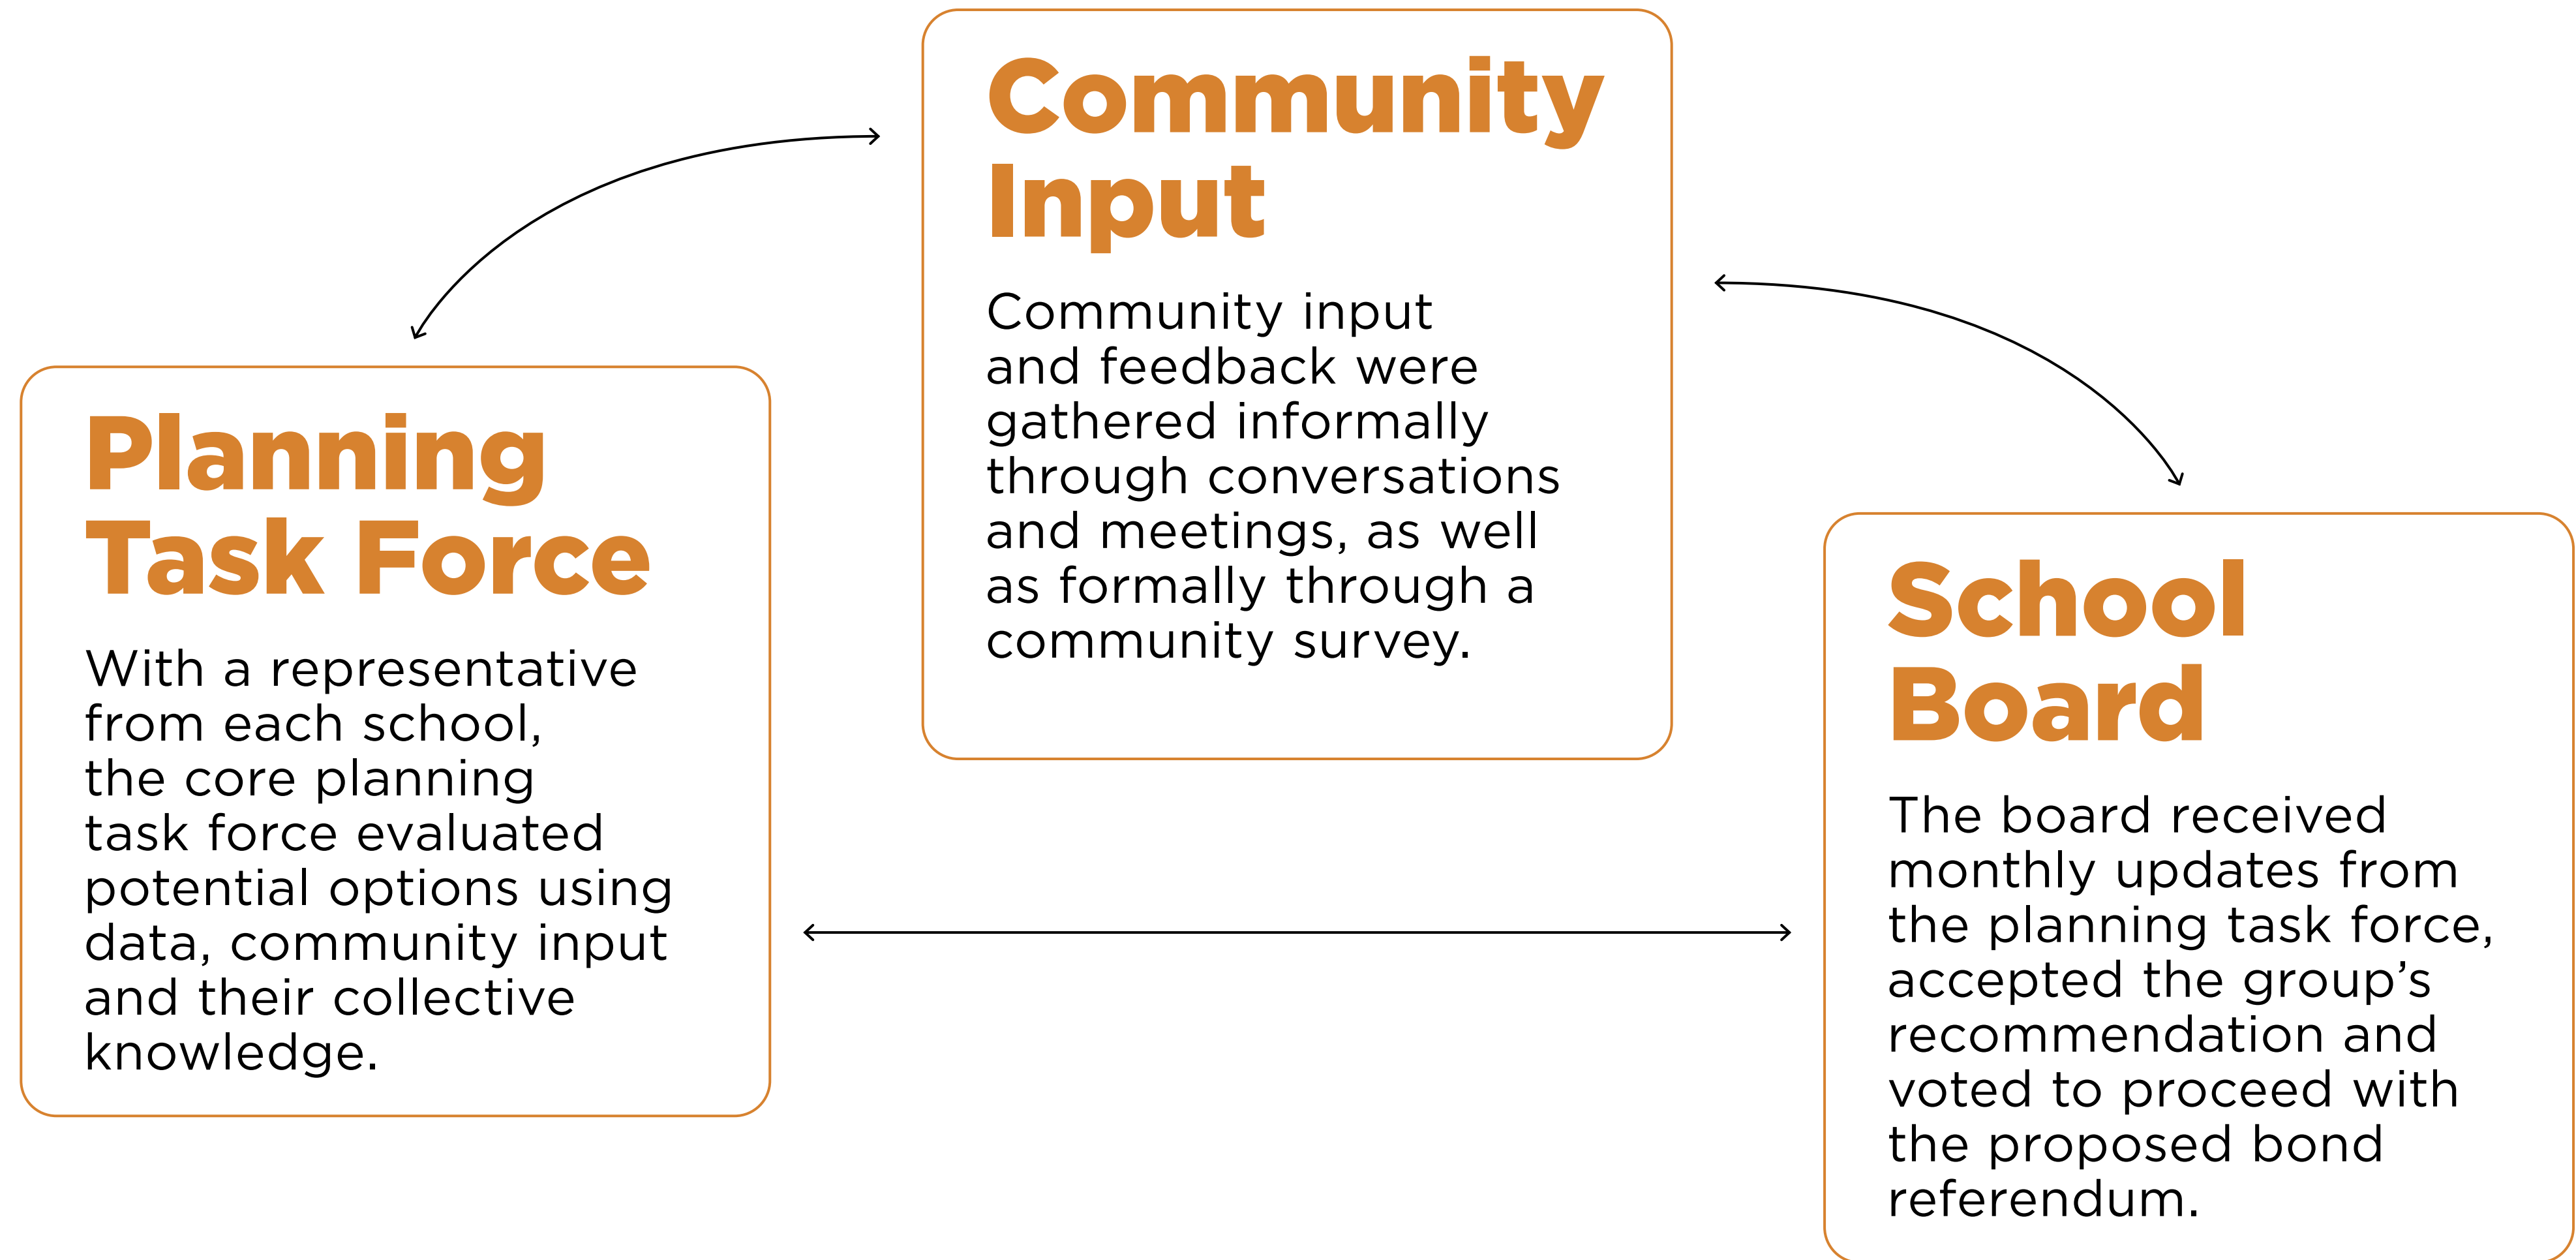 Planning
Task Force
With a representative
from each school,
the core planning
task force evaluated
potential options using
data, community input
and their collective
knowledge.
Community
Input
Community input
and feedback were
gathered informally
through conversations
and meetings, as well
as formally through a
community survey.
School
Board
The board received
monthly updates from
the planning task force,
accepted the group’s
recommendation and
voted to proceed with
the proposed bond
referendum.